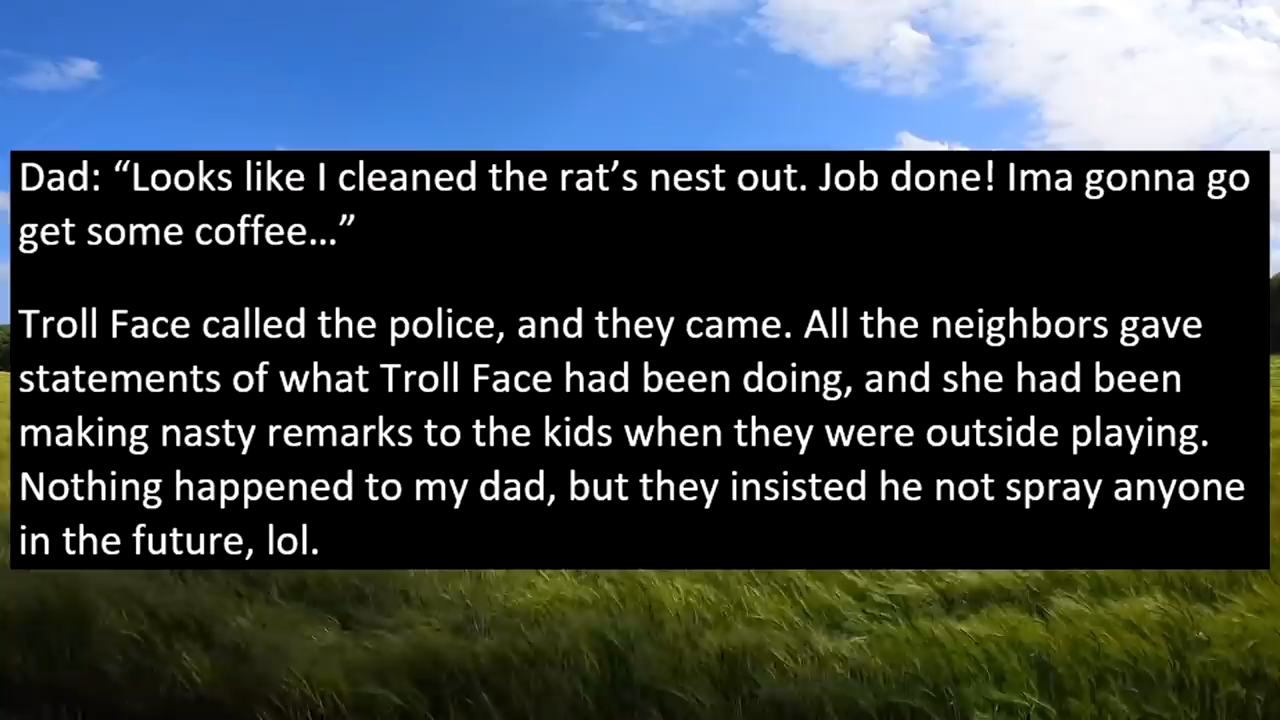 Dad: “Looks like I cleaned the rat’s nest out. Job done! Ima gonna go
get some coffee…”
Troll Face called the police, and they came. All the neighbors gave
statements of what Troll Face had been doing, and she had been
making nasty remarks to the kids when they were outside playing.
Nothing happened to my dad, but they insisted he not spray anyone
in the future, lol.